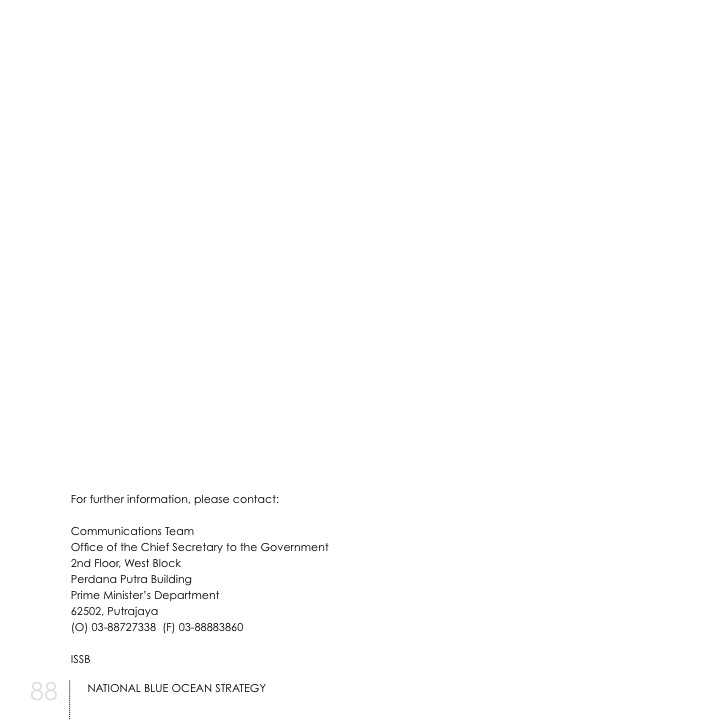 For further information, please contact:
Communications Team
Office of the Chief Secretary to the Government
2nd Floor, West Block
Perdana Putra Building
Prime Minister’s Department
62502, Putrajaya
(O) 03-88727338  (F) 03-88883860
ISSB
88
NATIONAL BLUE OCEAN STRATEGY